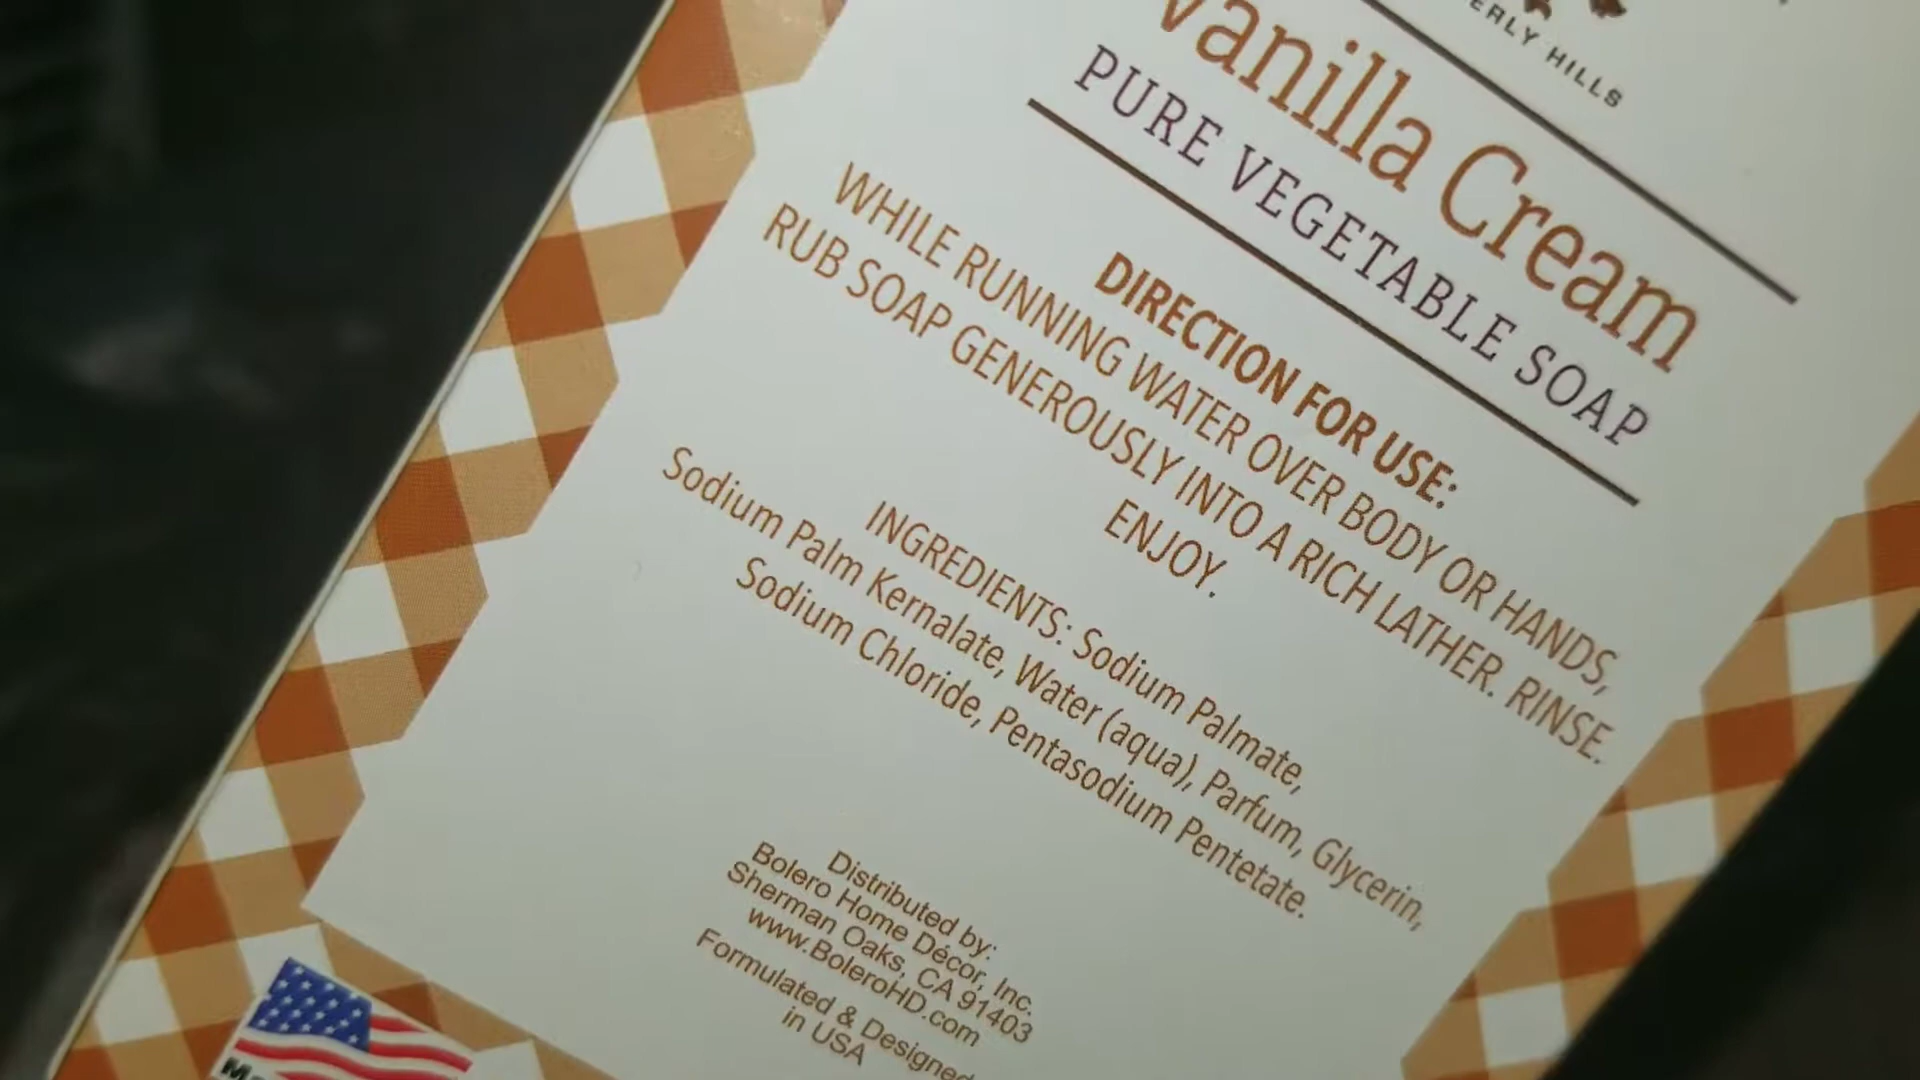 HILLS
Vanilla Cream
PURE VEGETABLE SOAP
DIRECTION FOR USE:
WHILE RUNNING WATER OVER BODY OR HANDS,
RUB SOAP GENEROUSLY INTO A RICH LATHER. RINSE.
ENJOY.
INGREDIENTS: Sodium Palmate,
Sodium Palm Kernalate, Water (aqua), Parfum, Glycerin,
Sodium Chloride, Pentasodium Pentetate.
Distributed by:
Bolero Home Décor, Inc.
Sherman Oaks, CA 91403
www.BoleroHD.com
Formulated & Designed
in USA